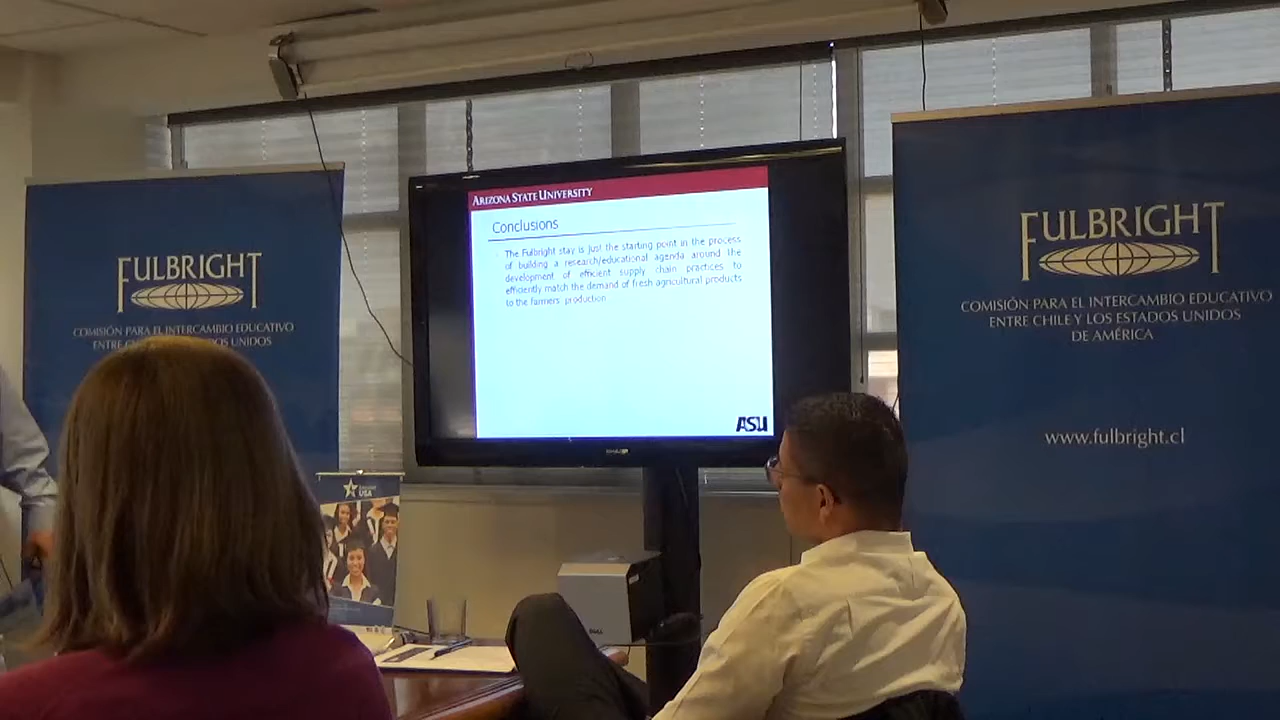 FULBRIGHT
COMISIÓN PARA EL INTERCAMBIO EDUCATIVO
ARIZONA STATE UNIVERSITY
Conclusions
The Fulbright stay is just the starting point in the process
of building a research/educational agenda around the
development of efficient supply chain practices to
efficiently match the demand of fresh agricultural products
to the farmers' production
ASU
FULBRIGHT
COMISIÓN PARA EL INTERCAMBIO EDUCATIVO
ENTRE CHILE Y LOS ESTADOS UNIDOS
DE AMÉRICA
www.fulbright.cl
USA
DELL